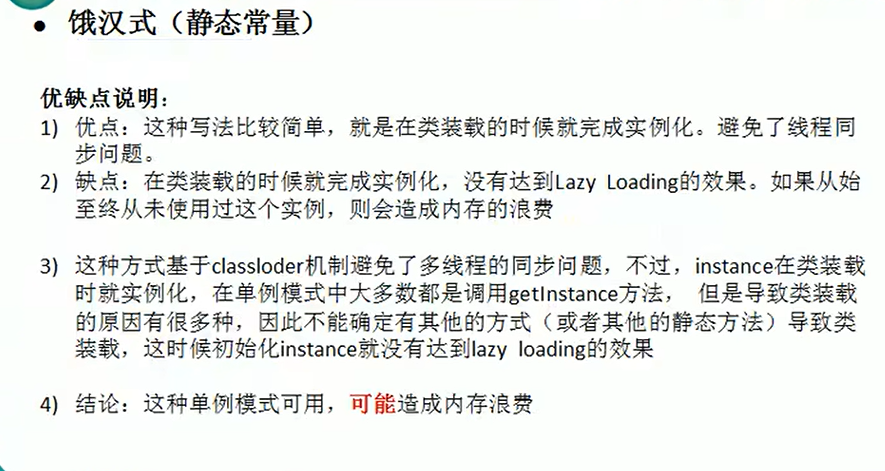 • 饿汉式（静态常量）
优缺点说明：
1) 优点：这种写法比较简单，就是在类装载的时候就完成实例化。避免了线程同
步问题。
2) 缺点：在类装载的时候就完成实例化，没有达到Lazy Loading的效果。如果从始
至终从未使用过这个实例，则会造成内存的浪费
3) 这种方式基于classloder机制避免了多线程的同步问题，不过，instance在类装载
时就实例化，在单例模式中大多数都是调用getInstance方法， 但是导致类装载
的原因有很多种，因此不能确定有其他的方式（或者其他的静态方法）导致类
装载，这时候初始化instance就没有达到lazy loading的效果
4) 结论：这种单例模式可用，可能造成内存浪费